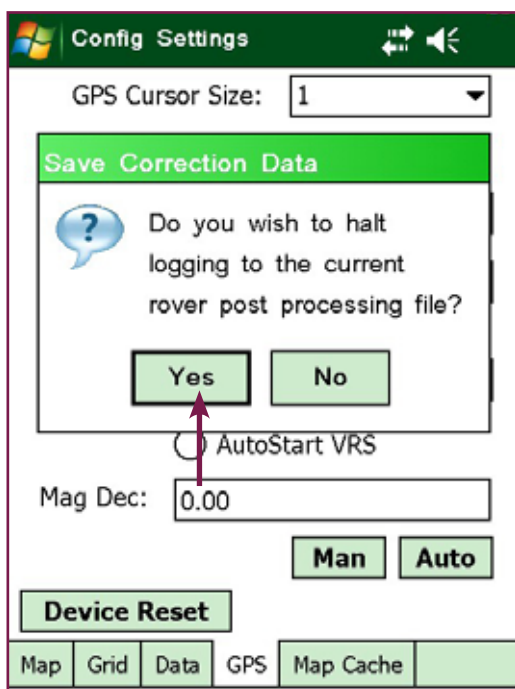 Config Settings
GPS Cursor Size: 1
Save Correction Data
?
Do you wish to halt
logging to the current
rover post processing file?
Yes No
AutoStart VRS
Mag Dec: 0.00
Man Auto
Device Reset
Map Grid Data GPS Map Cache